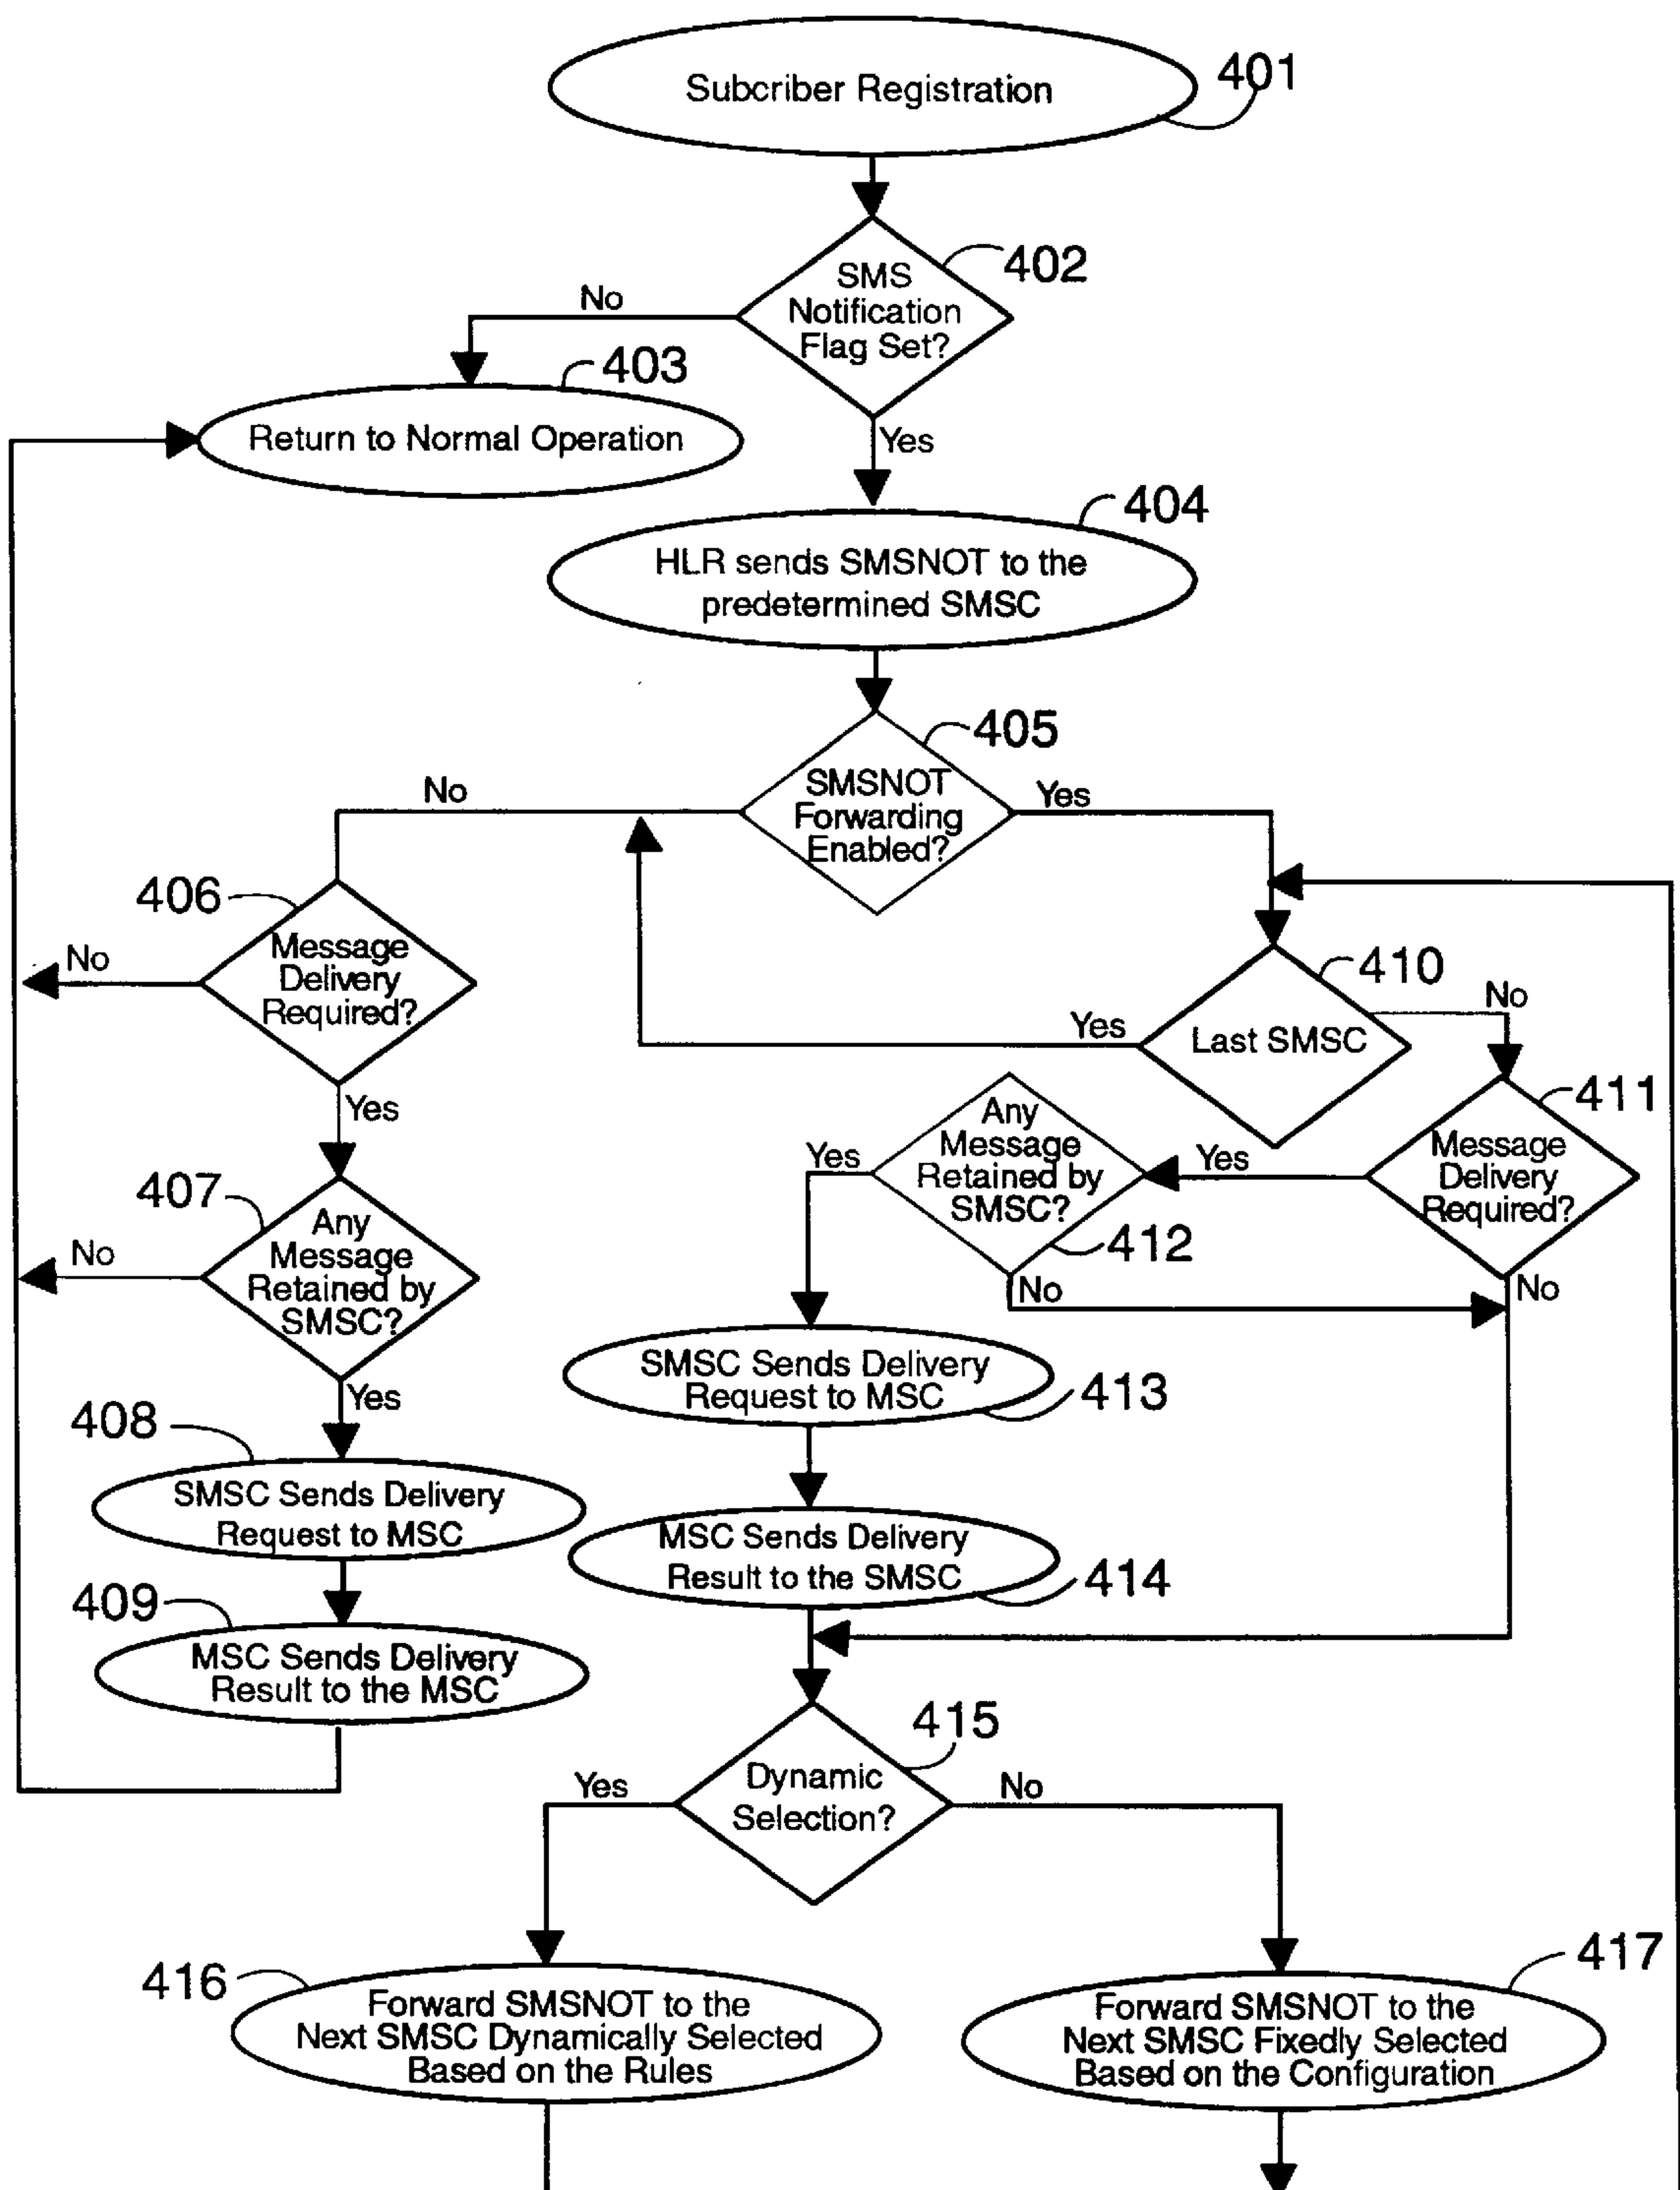 Subcriber Registration
401
SMS
Notification
Flag Set?
402
No
403
Return to Normal Operation
Yes
404
HLR sends SMSNOT to the
predetermined SMSC
405
SMSNOT
Forwarding
Enabled?
No
Yes
406
Message
Delivery
Required?
No
Yes
410
Last SMSC
Yes
No
411
Message
Delivery
Required?
Yes
No
Any
Message
Retained by
SMSC?
412
Yes
No
407
Any
Message
Retained by
SMSC?
No
Yes
408
SMSC Sends Delivery
Request to MSC
409
MSC Sends Delivery
Result to the MSC
SMSC Sends Delivery
Request to MSC
413
MSC Sends Delivery
Result to the SMSC
414
415
Dynamic
Selection?
Yes
No
416
Forward SMSNOT to the
Next SMSC Dynamically Selected
Based on the Rules
417
Forward SMSNOT to the
Next SMSC Fixedly Selected
Based on the Configuration